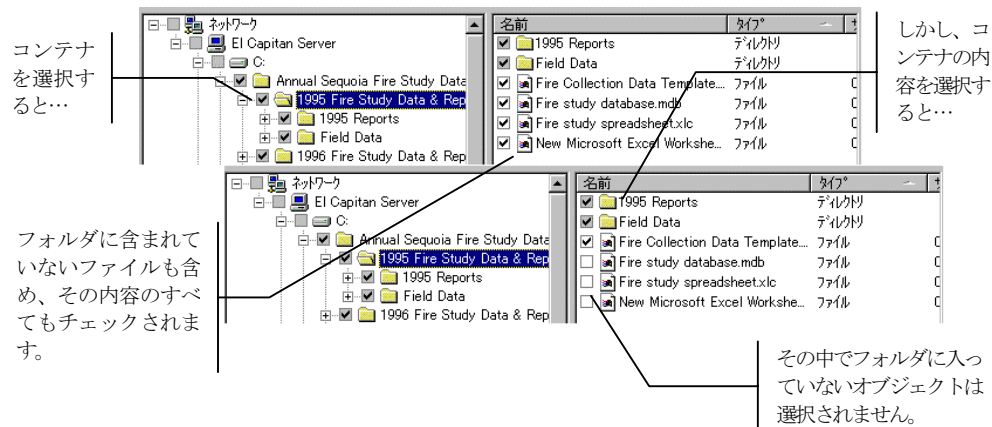 コンテナ
を選択す
ると…
ネットワーク
El Capitan Server
C:
Annual Sequoia Fire Study Data
1995 Fire Study Data & Rep
1995 Reports
Field Data
1996 Fire Study Data & Rep
名前 タイプ
1995 Reports ディレクトリ
Field Data ディレクトリ
Fire Collection Data Template... ファイル
Fire study database.mdb ファイル
Fire study spreadsheet.xlc ファイル
New Microsoft Excel Workshe... ファイル
しかし、コ
ンテナの内
容を選択す
ると…
フォルダに含まれて
いないファイルも含
め、その内容のすべ
てもチェックされま
す。
ネットワーク
El Capitan Server
C:
Annual Sequoia Fire Study Data
1995 Fire Study Data & Rep
1995 Reports
Field Data
1996 Fire Study Data & Rep
名前 タイプ
1995 Reports ディレクトリ
Field Data ディレクトリ
Fire Collection Data Template... ファイル
Fire study database.mdb ファイル
Fire study spreadsheet.xlc ファイル
New Microsoft Excel Workshe... ファイル
その中でフォルダに入っ
ていないオブジェクトは
選択されません。